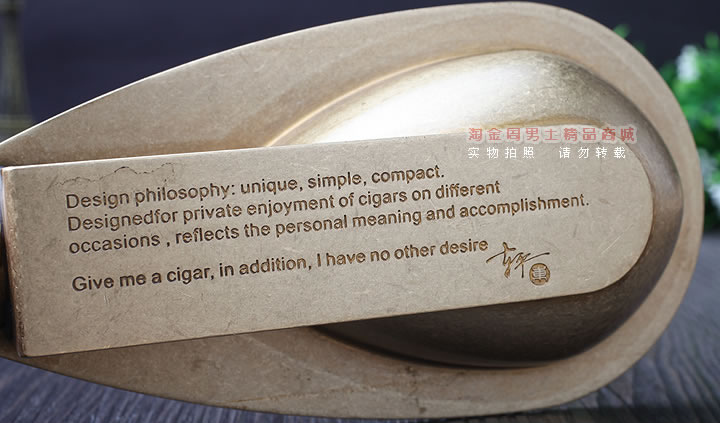 淘金国男士精品商城
实物拍照 请勿转载
Design philosophy: unique, simple, compact.
Designedfor private enjoyment of cigars on different
occasions , reflects the personal meaning and accomplishment.
Give me a cigar, in addition, I have no other desire